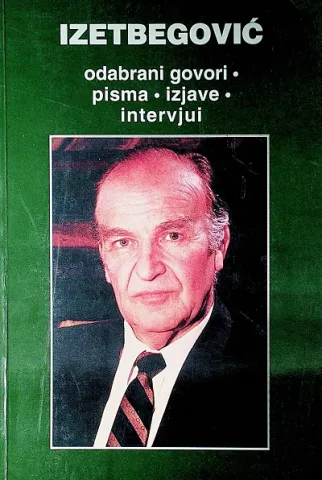 IZETBEGOVIĆ
odabrani govori •
pisma • izjave •
intervjui